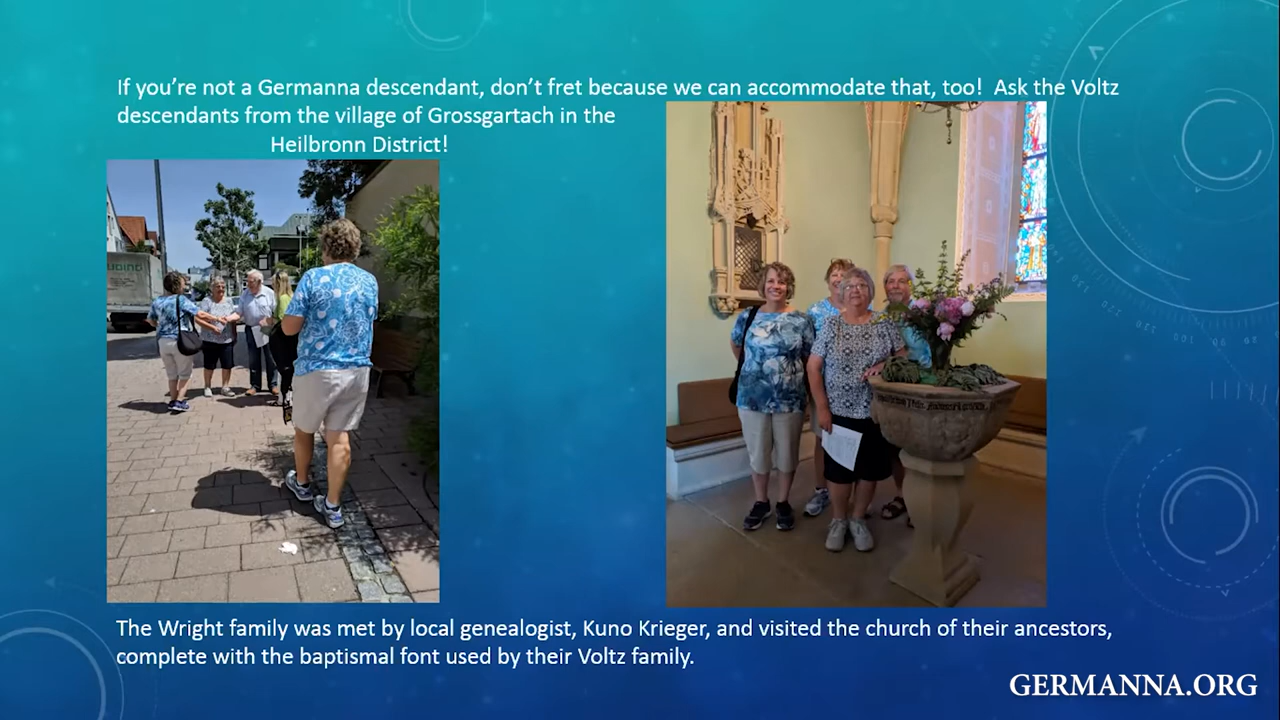 If you’re not a Germanna descendant, don’t fret because we can accommodate that, too!  Ask the Voltz
descendants from the village of Grossgartach in the
Heilbronn District!
The Wright family was met by local genealogist, Kuno Krieger, and visited the church of their ancestors,
complete with the baptismal font used by their Voltz family.
GERMANNA.ORG